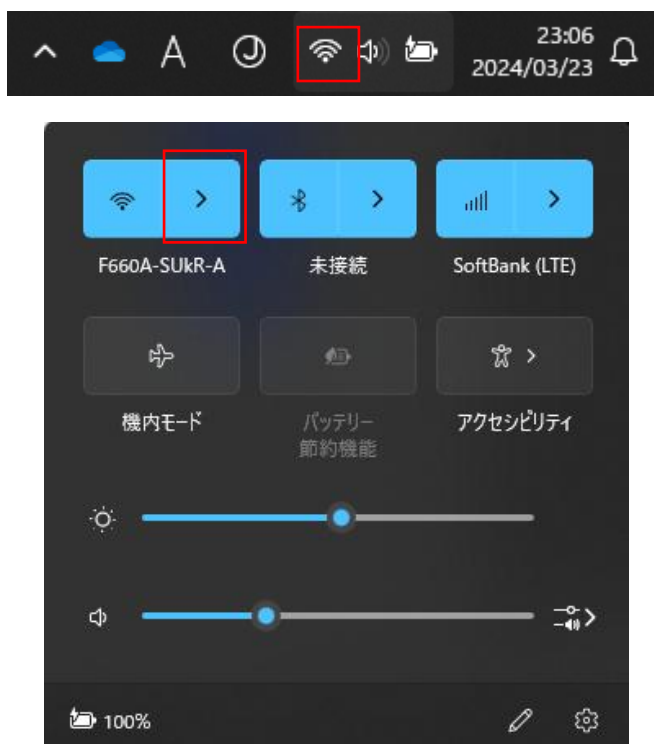 A
23:06
2024/03/23
F660A-SUkR-A
未接続
SoftBank (LTE)
機内モード
バッテリー
節約機能
アクセシビリティ
100%